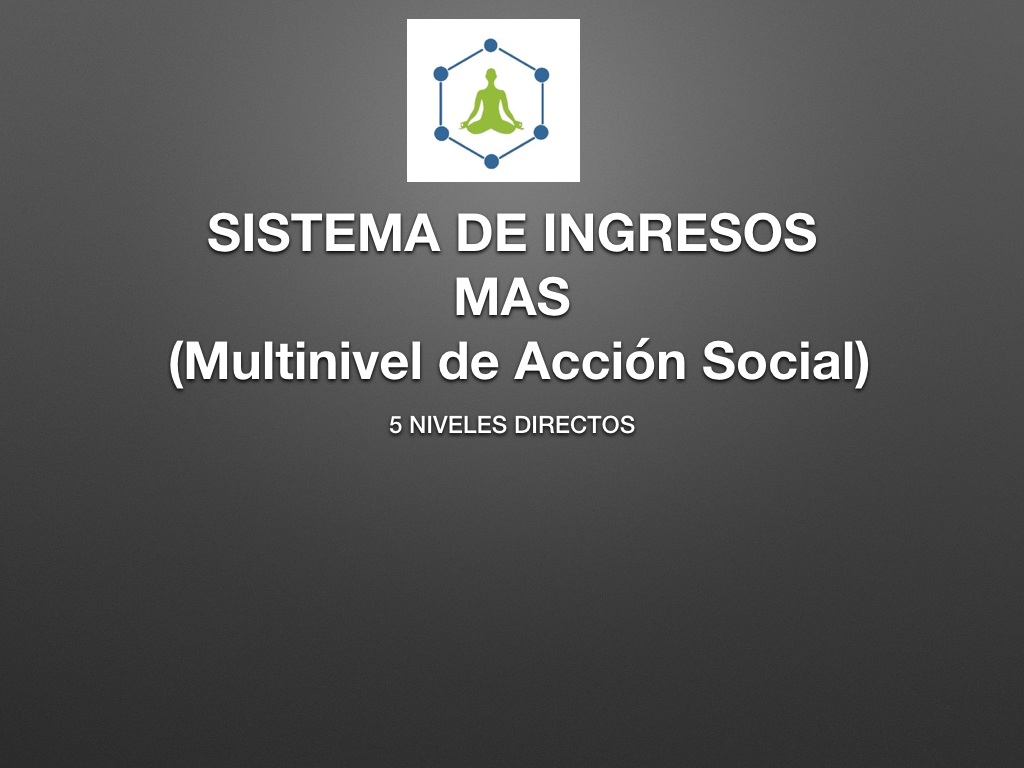 SISTEMA DE INGRESOS
MAS
(Multinivel de Acción Social)
5 NIVELES DIRECTOS